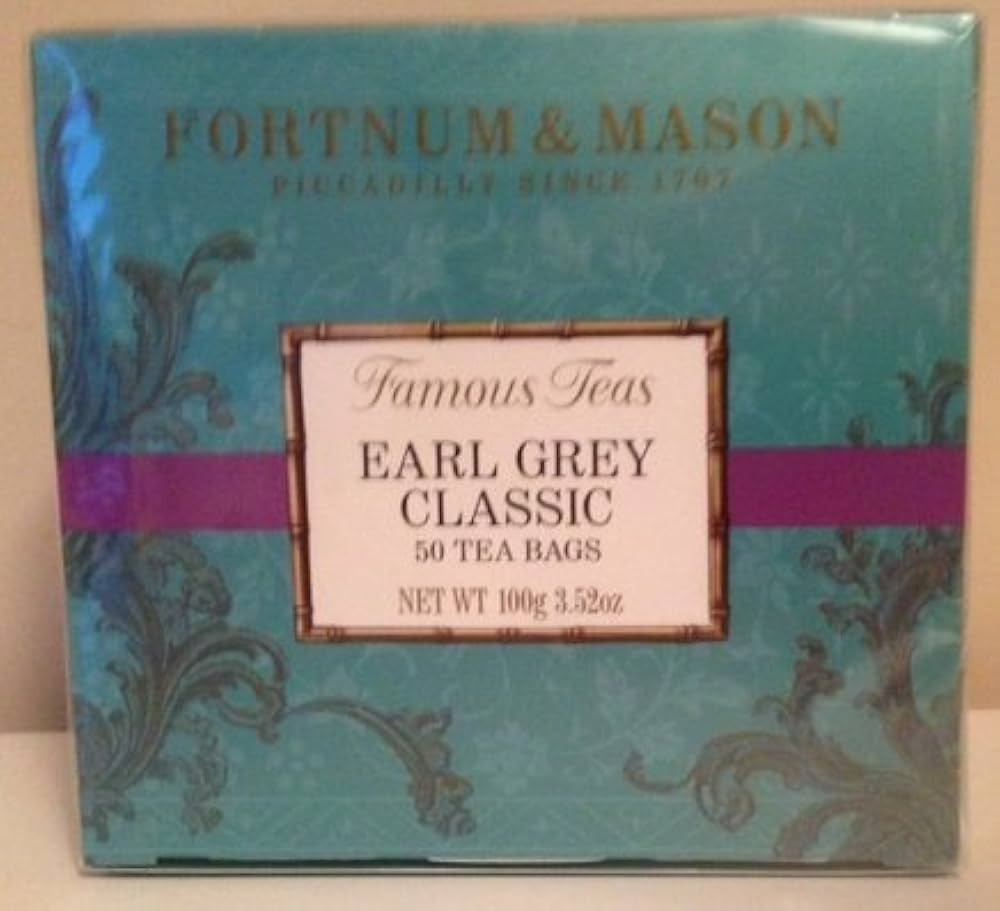 FORTNUM & MASON
PICCADILLY SINCE 1707
Famous Teas
EARL GREY
CLASSIC
50 TEA BAGS
NET WT 100g 3.52oz